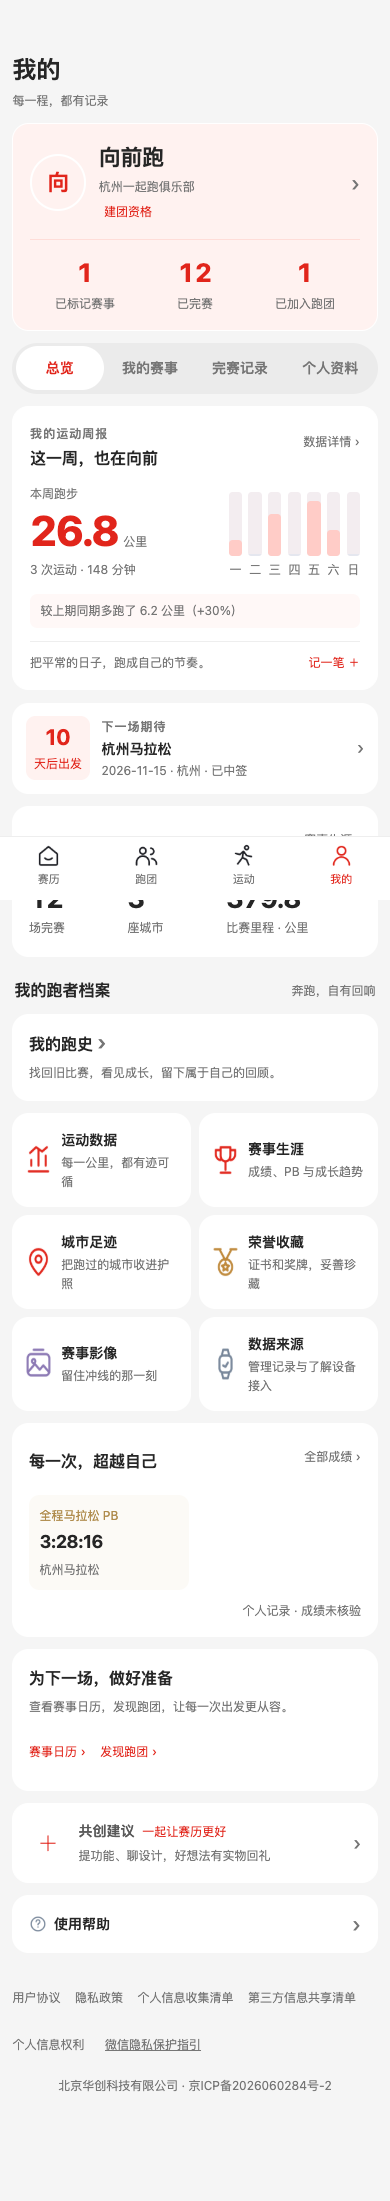 我的
每一程，都有记录
向
向前跑
杭州一起跑俱乐部
建团资格
›
1
12
1
已标记赛事
已完赛
已加入跑团
总览
我的赛事
完赛记录
个人资料
我的运动周报
这一周，也在向前
数据详情 ›
本周跑步
26.8 公里
3 次运动 · 148 分钟
一 二 三 四 五 六 日
较上期同期多跑了 6.2 公里（+30%）
把平常的日子，跑成自己的节奏。
记一笔 ＋
10
天后出发
下一场期待
杭州马拉松
2026-11-15 · 杭州 · 已中签
›
赛历
跑团
运动
我的
场完赛
座城市
比赛里程 · 公里
我的跑者档案
奔跑，自有回响
我的跑史 ›
找回旧比赛，看见成长，留下属于自己的回顾。
运动数据
每一公里，都有迹可
循
赛事生涯
成绩、PB 与成长趋势
城市足迹
把跑过的城市收进护
照
荣誉收藏
证书和奖牌，妥善珍
藏
赛事影像
留住冲线的那一刻
数据来源
管理记录与了解设备
接入
每一次，超越自己
全部成绩 ›
全程马拉松 PB
3:28:16
杭州马拉松
个人记录 · 成绩未核验
为下一场，做好准备
查看赛事日历，发现跑团，让每一次出发更从容。
赛事日历 › 发现跑团 ›
共创建议 一起让赛历更好
提功能、聊设计，好想法有实物回礼
›
使用帮助
›
用户协议 隐私政策 个人信息收集清单 第三方信息共享清单
个人信息权利 微信隐私保护指引
北京华创科技有限公司 · 京ICP备2026060284号-2